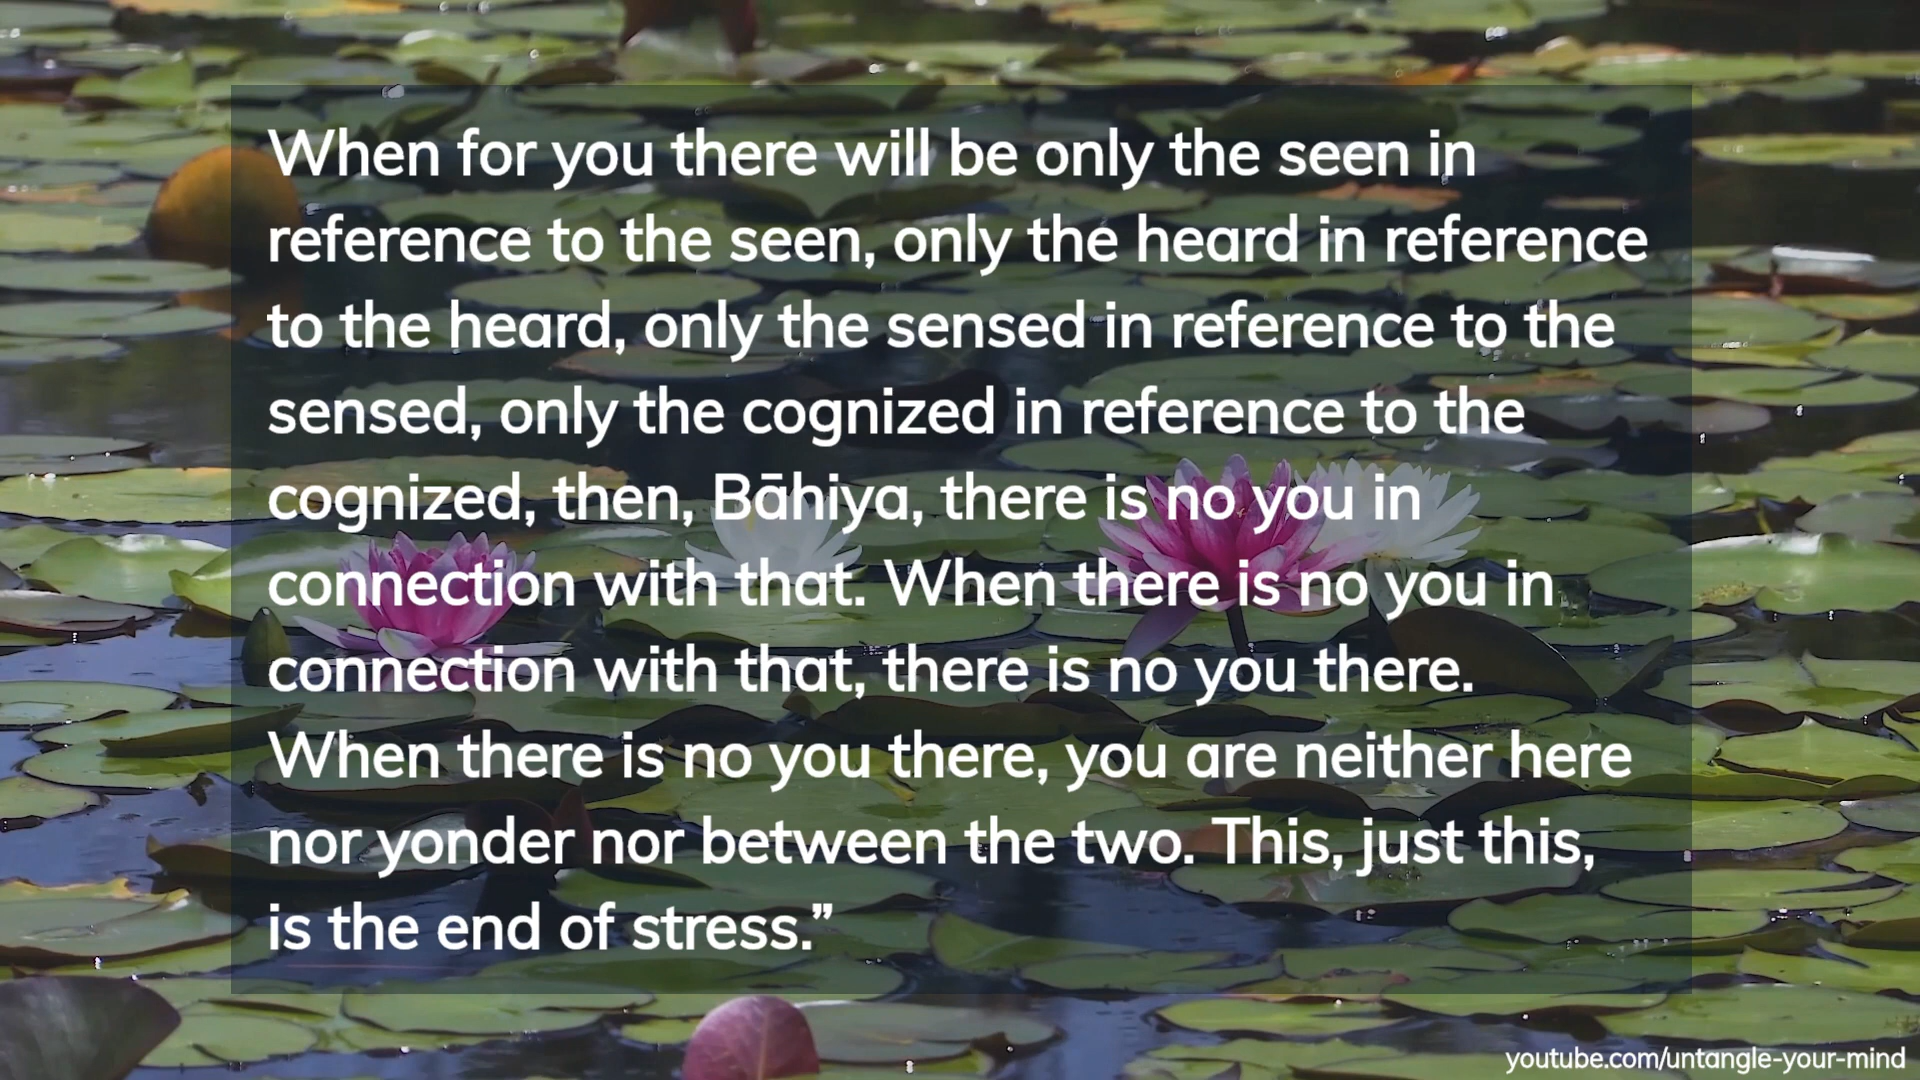 When for you there will be only the seen in
reference to the seen, only the heard in reference
to the heard, only the sensed in reference to the
sensed, only the cognized in reference to the
cognized, then, Bāhiya, there is no you in
connection with that. When there is no you in
connection with that, there is no you there.
When there is no you there, you are neither here
nor yonder nor between the two. This, just this,
is the end of stress.”
youtube.com/untangle-your-mind